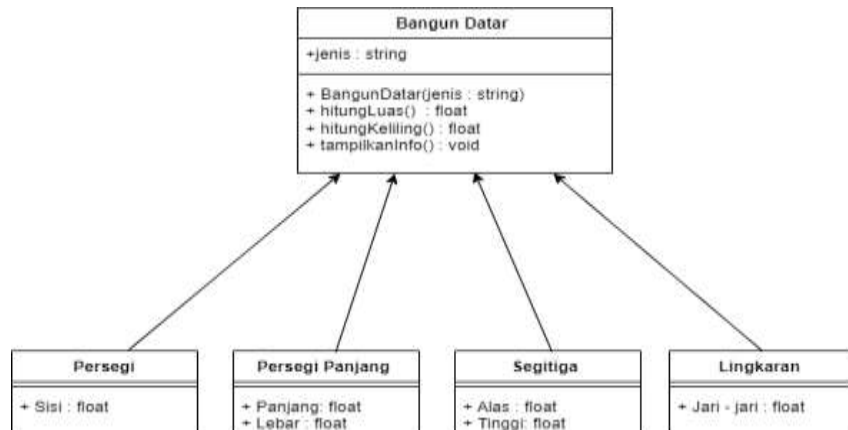 Bangun Datar
+jenis : string
+ BangunDatar(jenis : string)
+ hitungLuas() : float
+ hitungKeliling() : float
+ tampilkanInfo() : void
Persegi
+ Sisi : float
Persegi Panjang
+ Panjang: float
+ Lebar : float
Segitiga
+ Alas : float
+ Tinggi: float
Lingkaran
+ Jari - jari : float